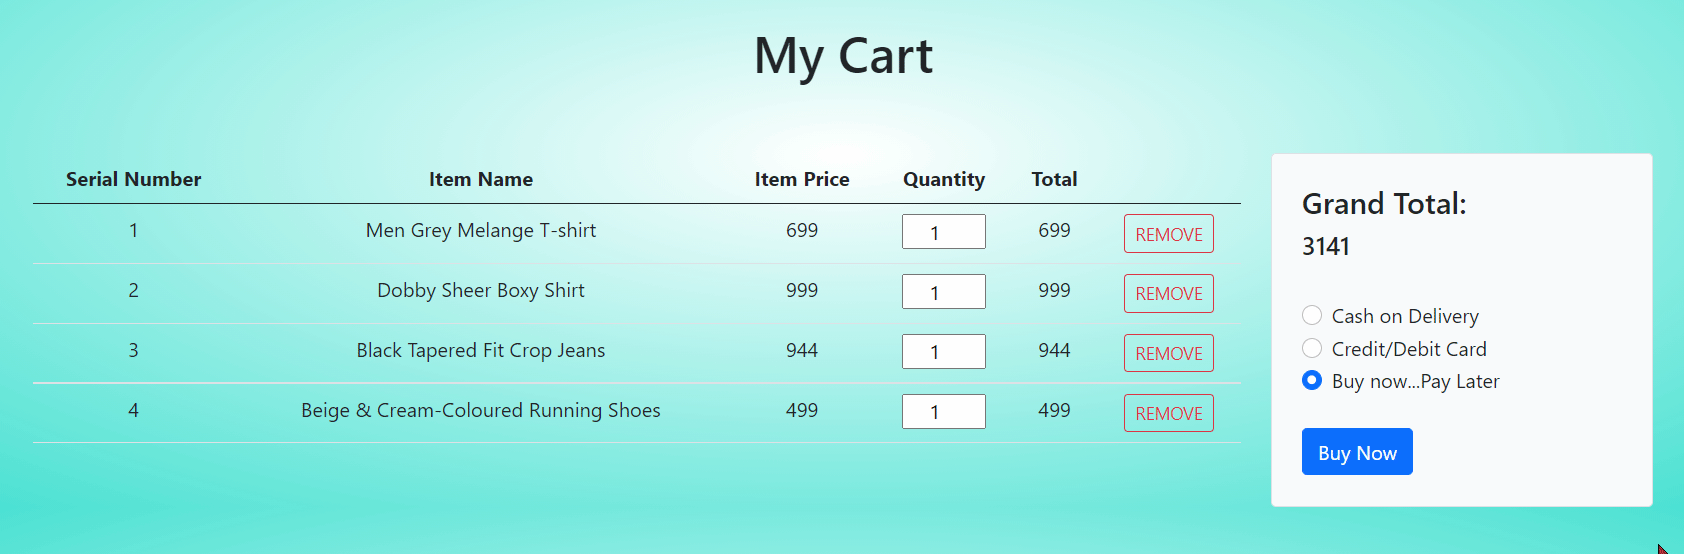 My Cart
Serial Number Item Name Item Price Quantity Total
1 Men Grey Melange T-shirt 699 1 699 REMOVE
2 Dobby Sheer Boxy Shirt 999 1 999 REMOVE
3 Black Tapered Fit Crop Jeans 944 1 944 REMOVE
4 Beige & Cream-Coloured Running Shoes 499 1 499 REMOVE
Grand Total:
3141
Cash on Delivery
Credit/Debit Card
Buy now...Pay Later
Buy Now